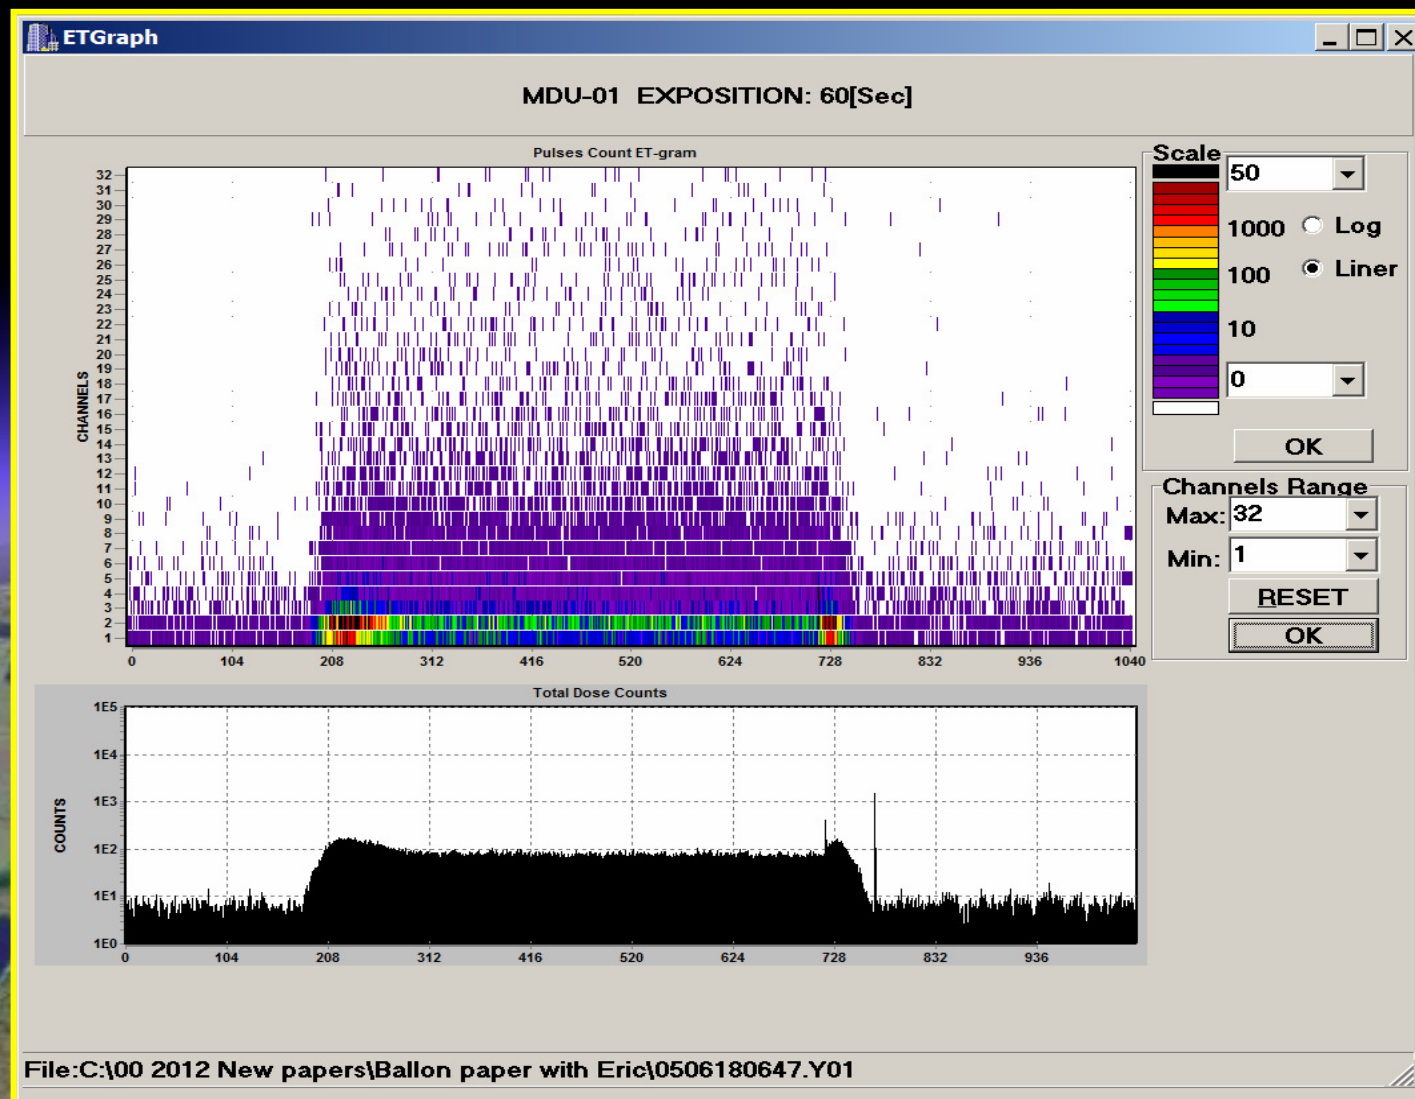 ETGraph
MDU-01 EXPOSITION: 60[Sec]
Pulses Count ET-gram
32
31
30
29
28
27
26
25
24
23
22
21
20
19
18
17
16
15
14
13
12
11
10
9
8
7
6
5
4
3
2
1
CHANNELS
0 104 208 312 416 520 624 728 832 936 1040
Scale
50
1000 Log
100 Liner
10
0
OK
Channels Range
Max: 32
Min: 1
RESET
OK
Total Dose Counts
1E5
1E4
1E3
1E2
1E1
1E0
COUNTS
0 104 208 312 416 520 624 728 832 936
File:C:\00 2012 New papers\Ballon paper with Eric\0506180647.Y01